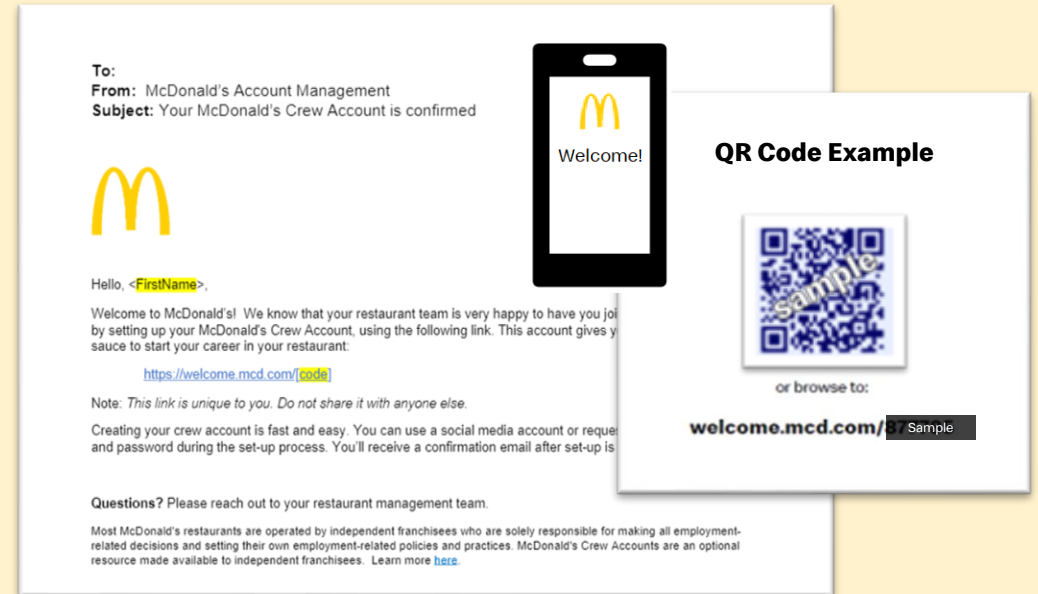 To:
From: McDonald's Account Management
Subject: Your McDonald's Crew Account is confirmed
Hello, <FirstName>,
Welcome to McDonald's! We know that your restaurant team is very happy to have you joi
by setting up your McDonald's Crew Account, using the following link. This account gives y
sauce to start your career in your restaurant:
https://welcome.mcd.com/[code]
Note: This link is unique to you. Do not share it with anyone else.
Creating your crew account is fast and easy. You can use a social media account or reques
and password during the set-up process. You'll receive a confirmation email after set-up is
Questions? Please reach out to your restaurant management team.
Most McDonald's restaurants are operated by independent franchisees who are solely responsible for making all employment-
related decisions and setting their own employment-related policies and practices. McDonald's Crew Accounts are an optional
resource made available to independent franchisees. Learn more here.
Welcome!
QR Code Example
sample
or browse to:
welcome.mcd.com/
Sample